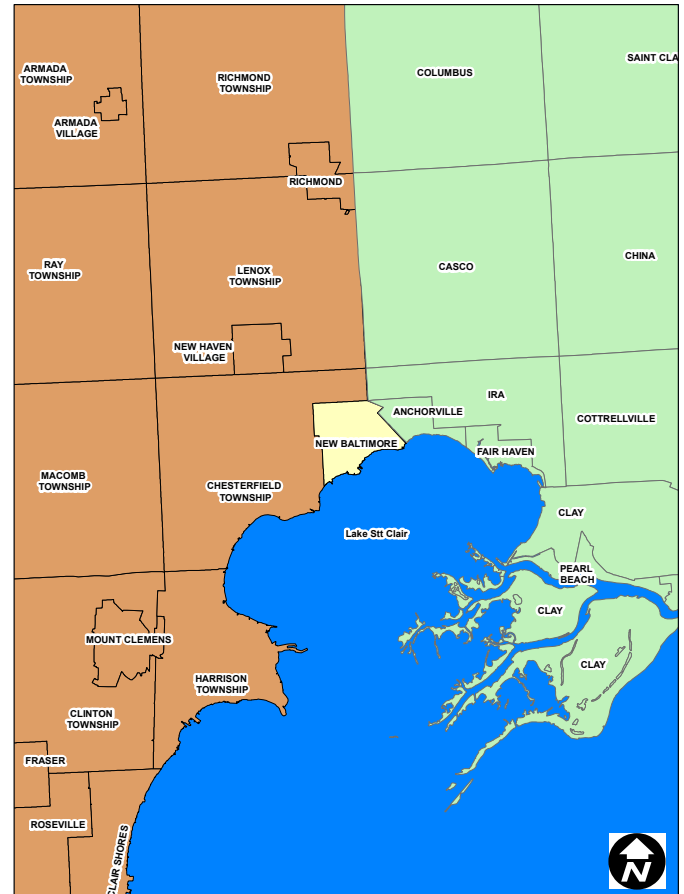 ARMADA
TOWNSHIP
RICHMOND
TOWNSHIP
COLUMBUS
SAINT CLA
ARMADA
VILLAGE
RICHMOND
RAY
TOWNSHIP
LENOX
TOWNSHIP
CASCO
CHINA
NEW HAVEN
VILLAGE
IRA
ANCHORVILLE
COTTRELLVILLE
NEW BALTIMORE
FAIR HAVEN
MACOMB
TOWNSHIP
CHESTERFIELD
TOWNSHIP
CLAY
Lake Stt Clair
PEARL
BEACH
CLAY
MOUNT CLEMENS
CLAY
HARRISON
TOWNSHIP
CLINTON
TOWNSHIP
FRASER
ROSEVILLE
CLAIR SHORES
N